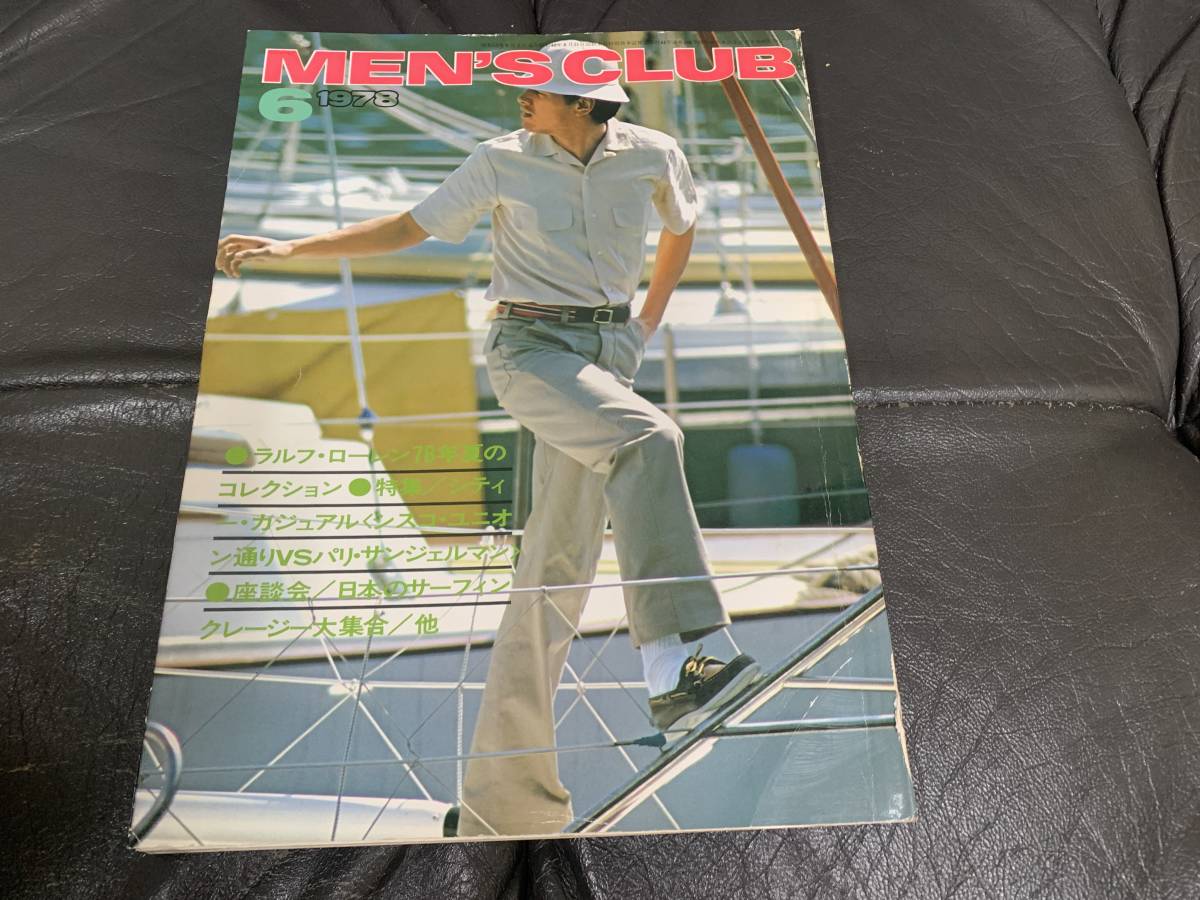 MEN'S CLUB
6 1978
●ラルフ・ローレン78年夏の
コレクション●特集/シティ
ー・カジュアル〈シスコ・ユニオ
ン通りVSパリ・サンジェルマン〉
●座談会/日本のサーフィン
クレージー大集合/他